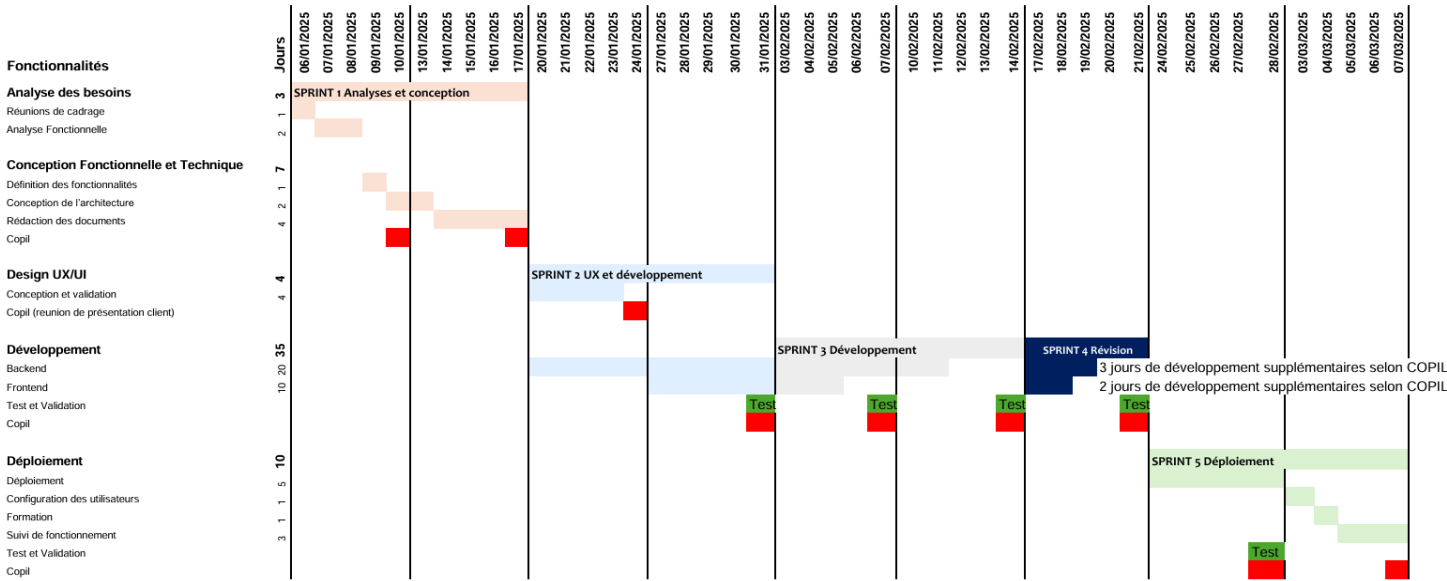 Fonctionnalités Jours 06/01/2025 07/01/2025 08/01/2025 09/01/2025 10/01/2025 13/01/2025 14/01/2025 15/01/2025 16/01/2025 17/01/2025 20/01/2025 21/01/2025 22/01/2025 23/01/2025 24/01/2025 27/01/2025 28/01/2025 29/01/2025 30/01/2025 31/01/2025 03/02/2025 04/02/2025 05/02/2025 06/02/2025 07/02/2025 10/02/2025 11/02/2025 12/02/2025 13/02/2025 14/02/2025 17/02/2025 18/02/2025 19/02/2025 20/02/2025 21/02/2025 24/02/2025 25/02/2025 26/02/2025 27/02/2025 28/02/2025 03/03/2025 04/03/2025 05/03/2025 06/03/2025 07/03/2025
Analyse des besoins 3 SPRINT 1 Analyses et conception
Réunions de cadrage 1
Analyse Fonctionnelle 2
Conception Fonctionnelle et Technique 7
Définition des fonctionnalités 1
Conception de l'architecture 2
Rédaction des documents 4
Copil
Design UX/UI 4 SPRINT 2 UX et développement
Conception et validation 4
Copil (reunion de présentation client)
Développement 35 SPRINT 3 Développement SPRINT 4 Révision
Backend 20 3 jours de développement supplémentaires selon COPIL
Frontend 10 2 jours de développement supplémentaires selon COPIL
Test et Validation Test Test Test Test
Copil
Déploiement 10 SPRINT 5 Déploiement
Déploiement 5
Configuration des utilisateurs 1
Formation 1
Suivi de fonctionnement 3
Test et Validation Test
Copil